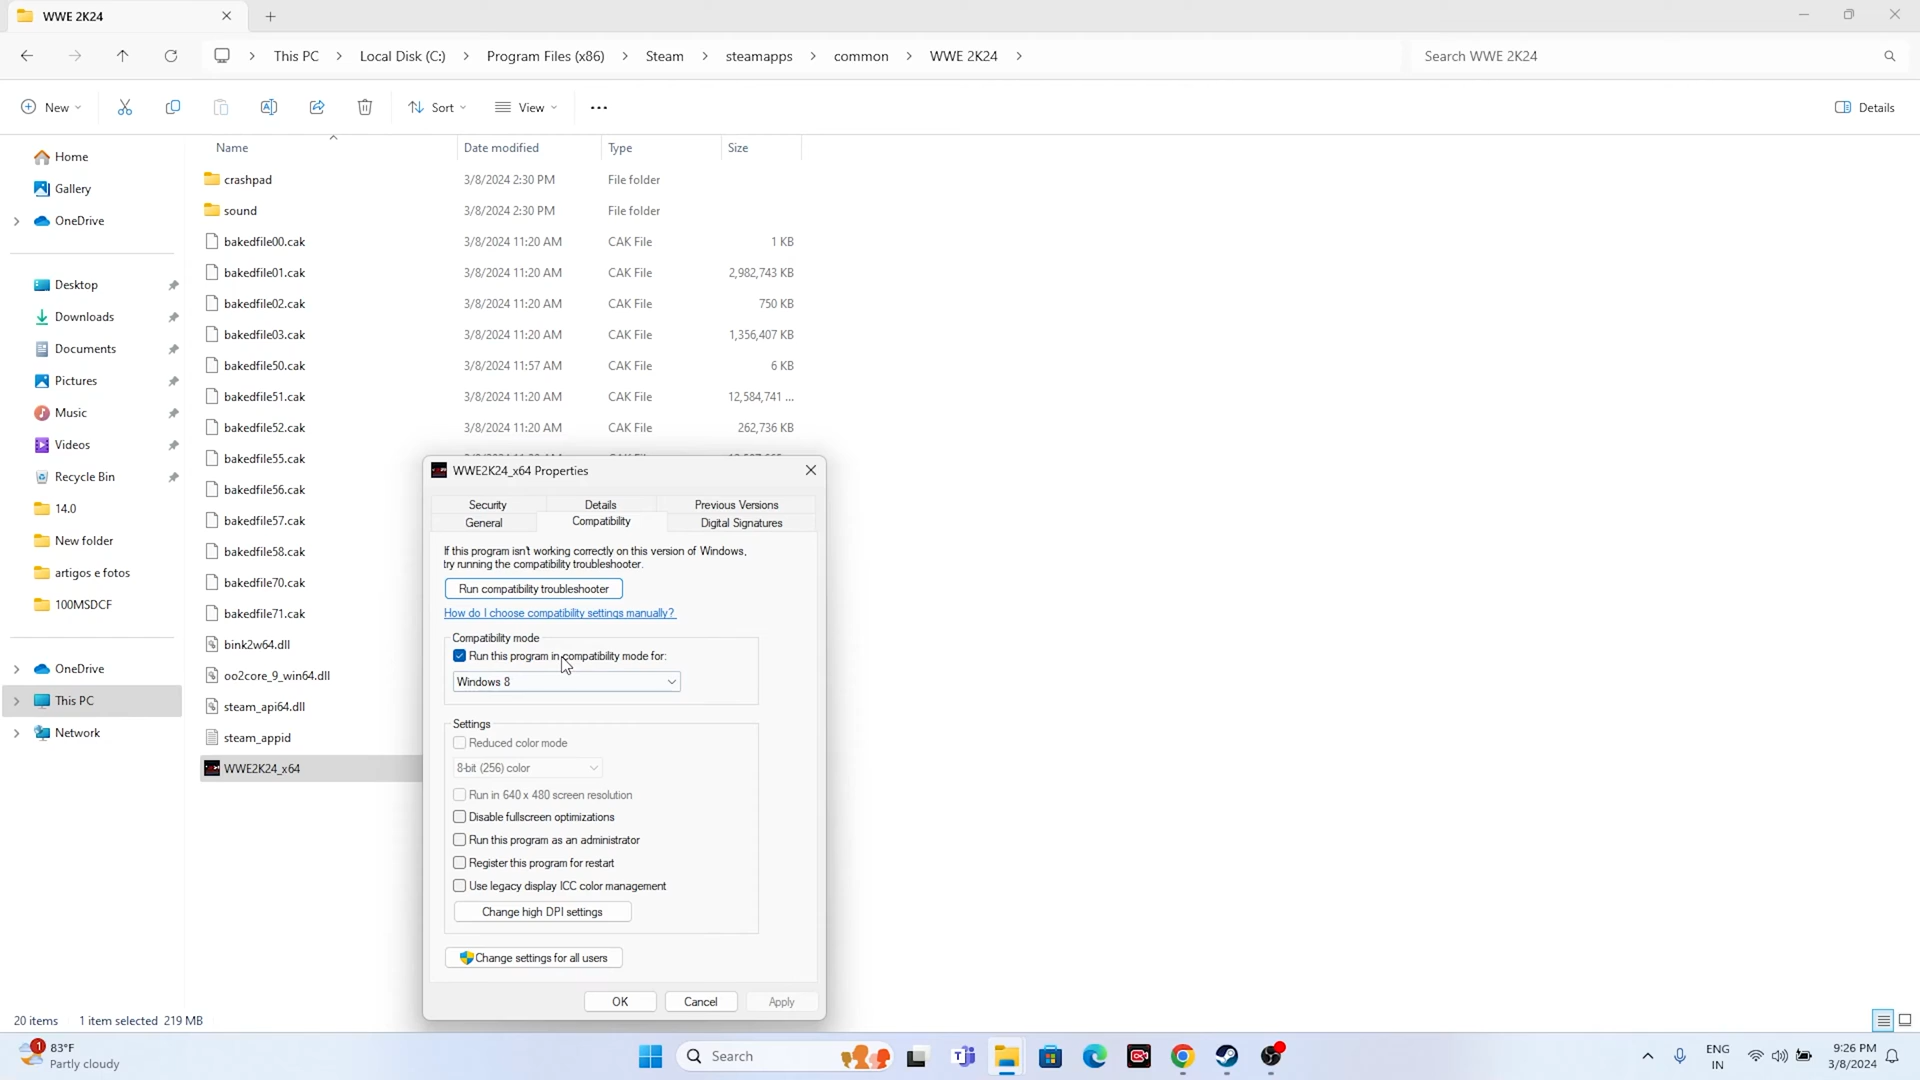 WWE 2K24
This PC
Local Disk (C:)
Program Files (x86)
Steam
steamapps
common
WWE 2K24
Search WWE 2K24
New
Sort
View
Details
Name
Date modified
Type
Size
Home
Gallery
OneDrive
Desktop
Downloads
Documents
Pictures
Music
Videos
Recycle Bin
14.0
New folder
artigos e fotos
100MSDCF
OneDrive
This PC
Network
crashpad 3/8/2024 2:30 PM File folder
sound 3/8/2024 2:30 PM File folder
bakedfile00.cak 3/8/2024 11:20 AM CAK File 1 KB
bakedfile01.cak 3/8/2024 11:20 AM CAK File 2,982,743 KB
bakedfile02.cak 3/8/2024 11:20 AM CAK File 750 KB
bakedfile03.cak 3/8/2024 11:20 AM CAK File 1,356,407 KB
bakedfile50.cak 3/8/2024 11:57 AM CAK File 6 KB
bakedfile51.cak 3/8/2024 11:20 AM CAK File 12,584,741 ...
bakedfile52.cak 3/8/2024 11:20 AM CAK File 262,736 KB
bakedfile55.cak
bakedfile56.cak
bakedfile57.cak
bakedfile58.cak
bakedfile70.cak
bakedfile71.cak
bink2w64.dll
oo2core_9_win64.dll
steam_api64.dll
steam_appid
WWE2K24_x64
WWE2K24_x64 Properties
Security
Details
Previous Versions
General
Compatibility
Digital Signatures
If this program isn't working correctly on this version of Windows,
try running the compatibility troubleshooter.
Run compatibility troubleshooter
How do I choose compatibility settings manually?
Compatibility mode
Run this program in compatibility mode for:
Windows 8
Settings
Reduced color mode
8-bit (256) color
Run in 640 x 480 screen resolution
Disable fullscreen optimizations
Run this program as an administrator
Register this program for restart
Use legacy display ICC color management
Change high DPI settings
Change settings for all users
OK
Cancel
Apply
20 items
1 item selected 219 MB
1
83°F
Partly cloudy
Search
ENG
IN
9:26 PM
3/8/2024